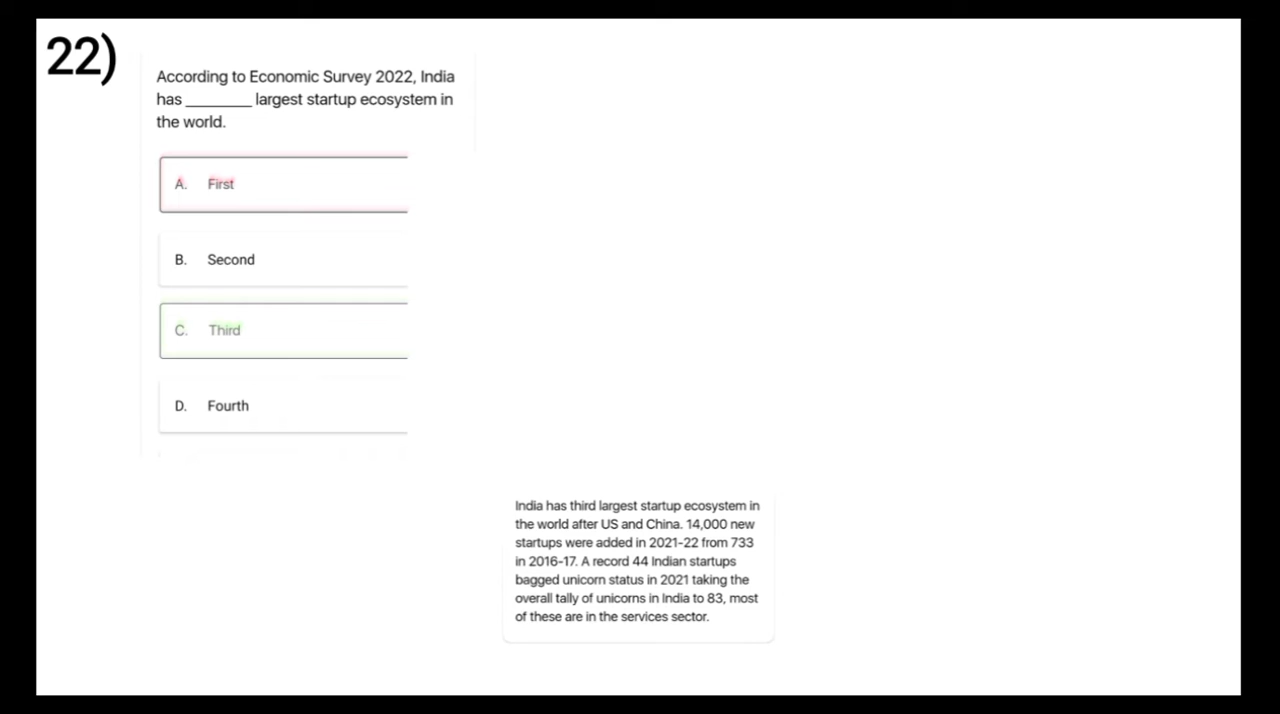 22)
According to Economic Survey 2022, India
has ________ largest startup ecosystem in
the world.
A. First
B. Second
C. Third
D. Fourth
India has third largest startup ecosystem in
the world after US and China. 14,000 new
startups were added in 2021-22 from 733
in 2016-17. A record 44 Indian startups
bagged unicorn status in 2021 taking the
overall tally of unicorns in India to 83, most
of these are in the services sector.